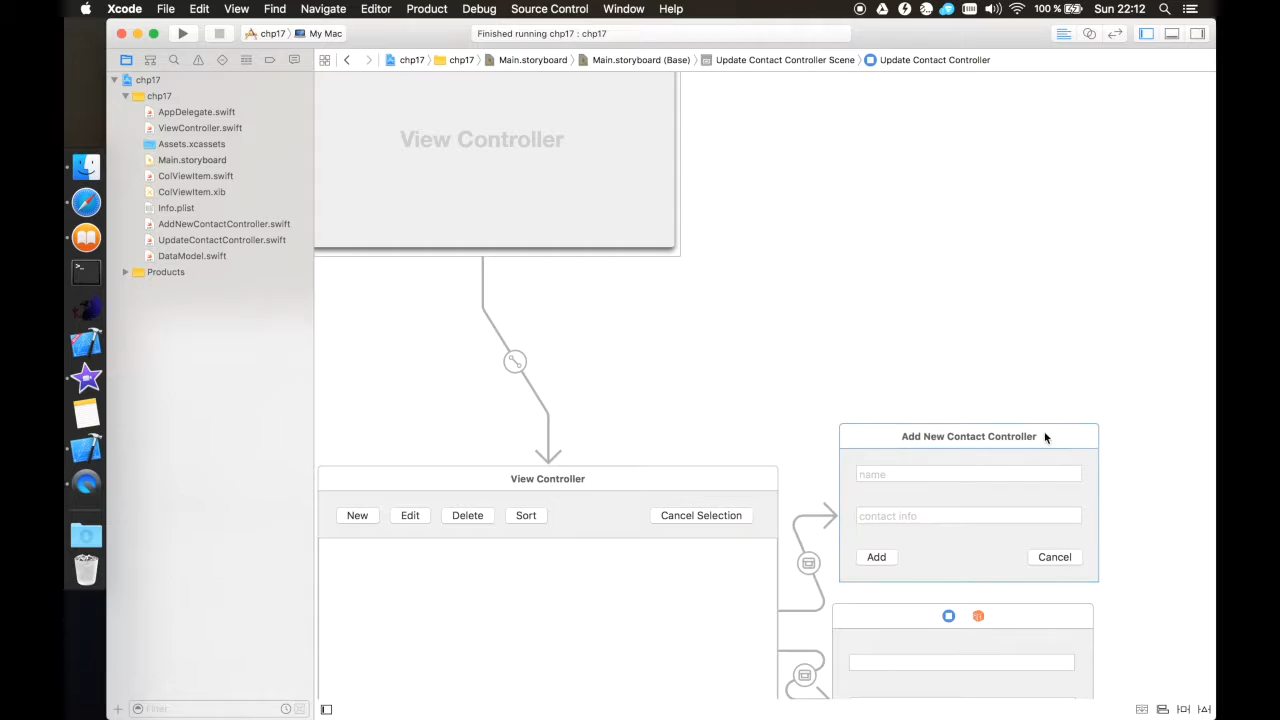 Xcode File Edit View Find Navigate Editor Product Debug Source Control Window Help 100 % Sun 22:12
chp17 My Mac Finished running chp17 : chp17
chp17 chp17 Main.storyboard Main.storyboard (Base) Update Contact Controller Scene Update Contact Controller
chp17
chp17
AppDelegate.swift
ViewController.swift
Assets.xcassets
Main.storyboard
ColViewItem.swift
ColViewItem.xib
Info.plist
AddNewContactController.swift
UpdateContactController.swift
DataModel.swift
Products
Filter
View Controller
View Controller
New Edit Delete Sort Cancel Selection
Add New Contact Controller
name
contact info
Add Cancel